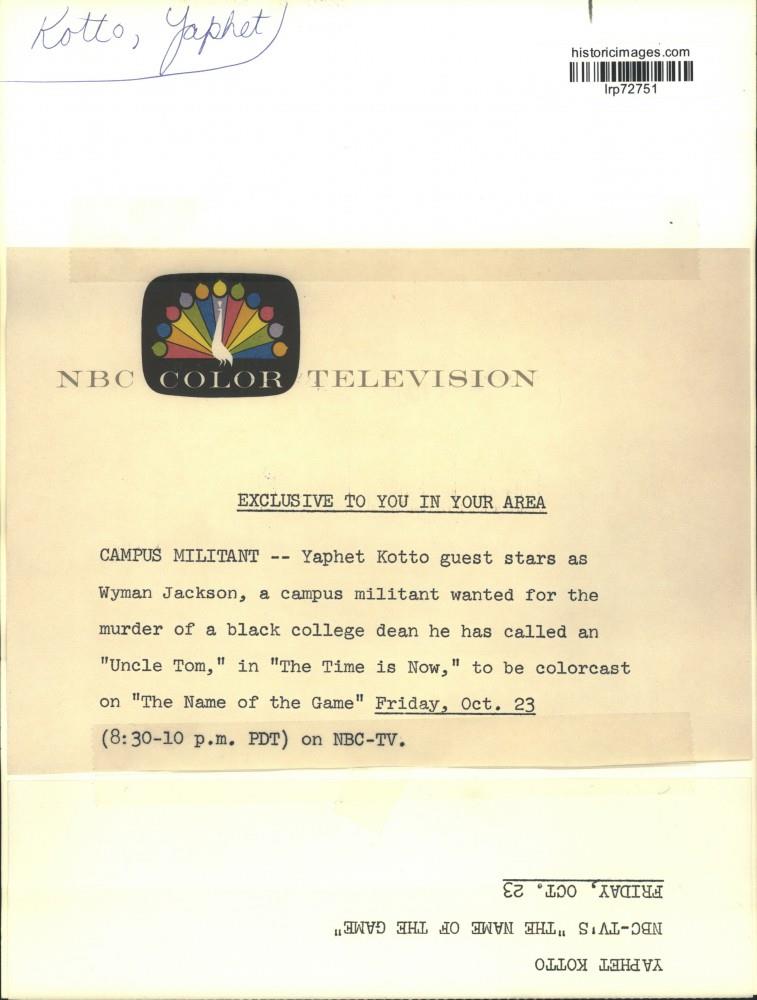 Kotto, Yaphet
historicimages.com
lrp72751
NBC COLOR TELEVISION
EXCLUSIVE TO YOU IN YOUR AREA
CAMPUS MILITANT -- Yaphet Kotto guest stars as
Wyman Jackson, a campus militant wanted for the
murder of a black college dean he has called an
"Uncle Tom," in "The Time is Now," to be colorcast
on "The Name of the Game" Friday, Oct. 23
(8:30-10 p.m. PDT) on NBC-TV.
YAPHET KOTTO
NBC-TV'S "THE NAME OF THE GAME"
FRIDAY, OCT. 23